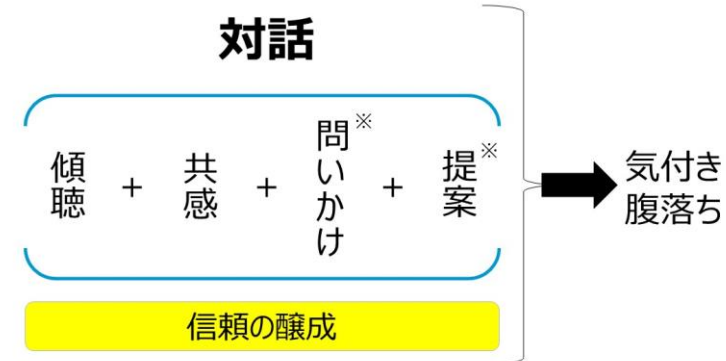 対話
傾聴 + 共感 + 問いかけ※ + 提案※
気付き
腹落ち
信頼の醸成